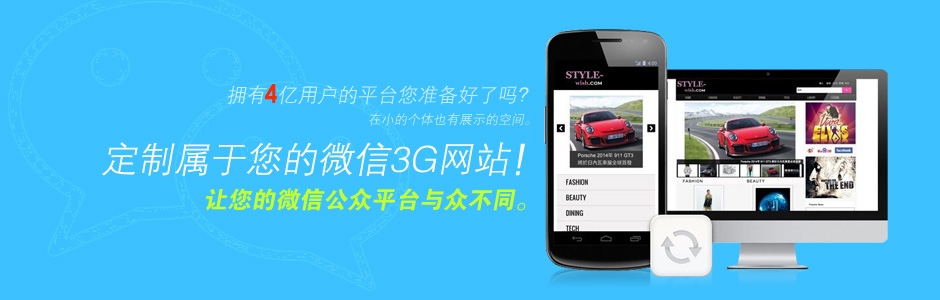 拥有4亿用户的平台您准备好了吗?
在小的个体也有展示的空间。
定制属于您的微信3G网站!
让您的微信公众平台与众不同。
STYLE-
wish.COM
Porsche 2014年 911 GT3
FASHION
BEAUTY
DINING
TECH
STYLE-
wish.COM
FASHION
BEAUTY
ELVIS
THE END